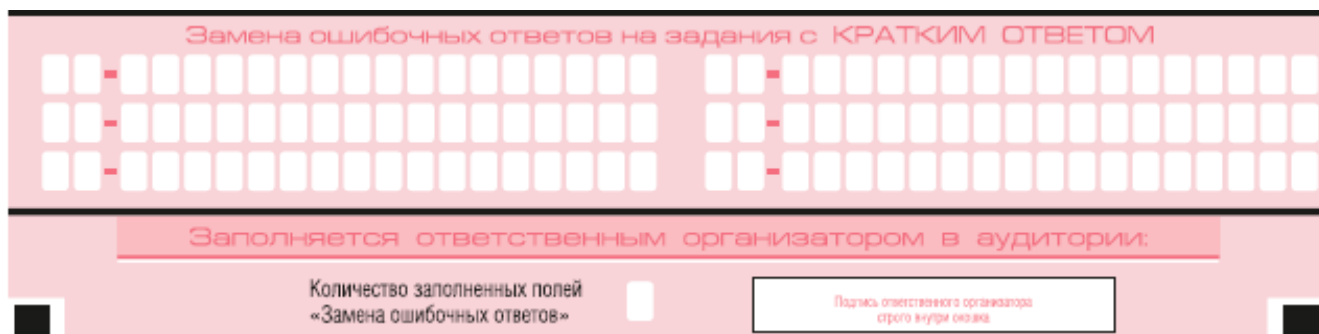 Замена ошибочных ответов на задания с КРАТКИМ ОТВЕТОМ
Заполняется ответственным организатором в аудитории:
Количество заполненных полей
«Замена ошибочных ответов»
Подпись ответственного организатора
строго внутри окошка